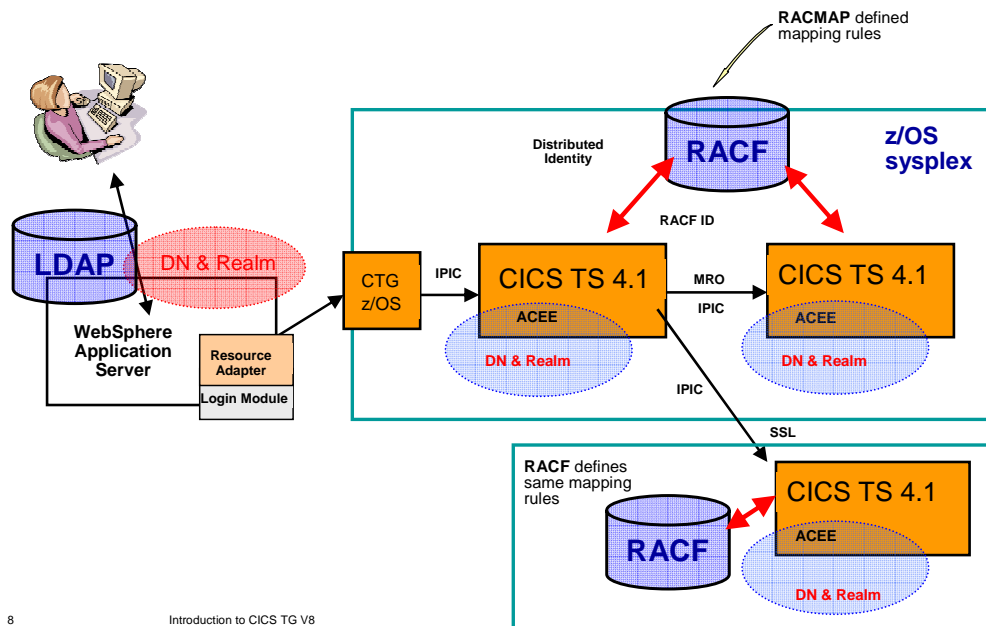 RACMAP defined
mapping rules
z/OS
sysplex
Distributed
Identity
RACF
RACF ID
LDAP
DN & Realm
WebSphere
Application
Server
Resource
Adapter
Login Module
CTG
z/OS
IPIC
CICS TS 4.1
ACEE
DN & Realm
MRO
IPIC
CICS TS 4.1
ACEE
DN & Realm
IPIC
SSL
RACF defines
same mapping
rules
RACF
CICS TS 4.1
ACEE
DN & Realm
8
Introduction to CICS TG V8